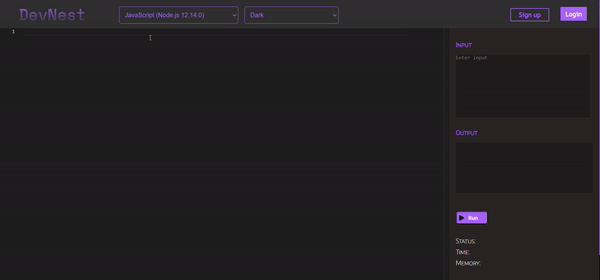 DevNest
JavaScript (Node.js 12.14.0)
Dark
Sign up
Login
1
INPUT
Enter input
OUTPUT
Run
STATUS:
TIME:
MEMORY: